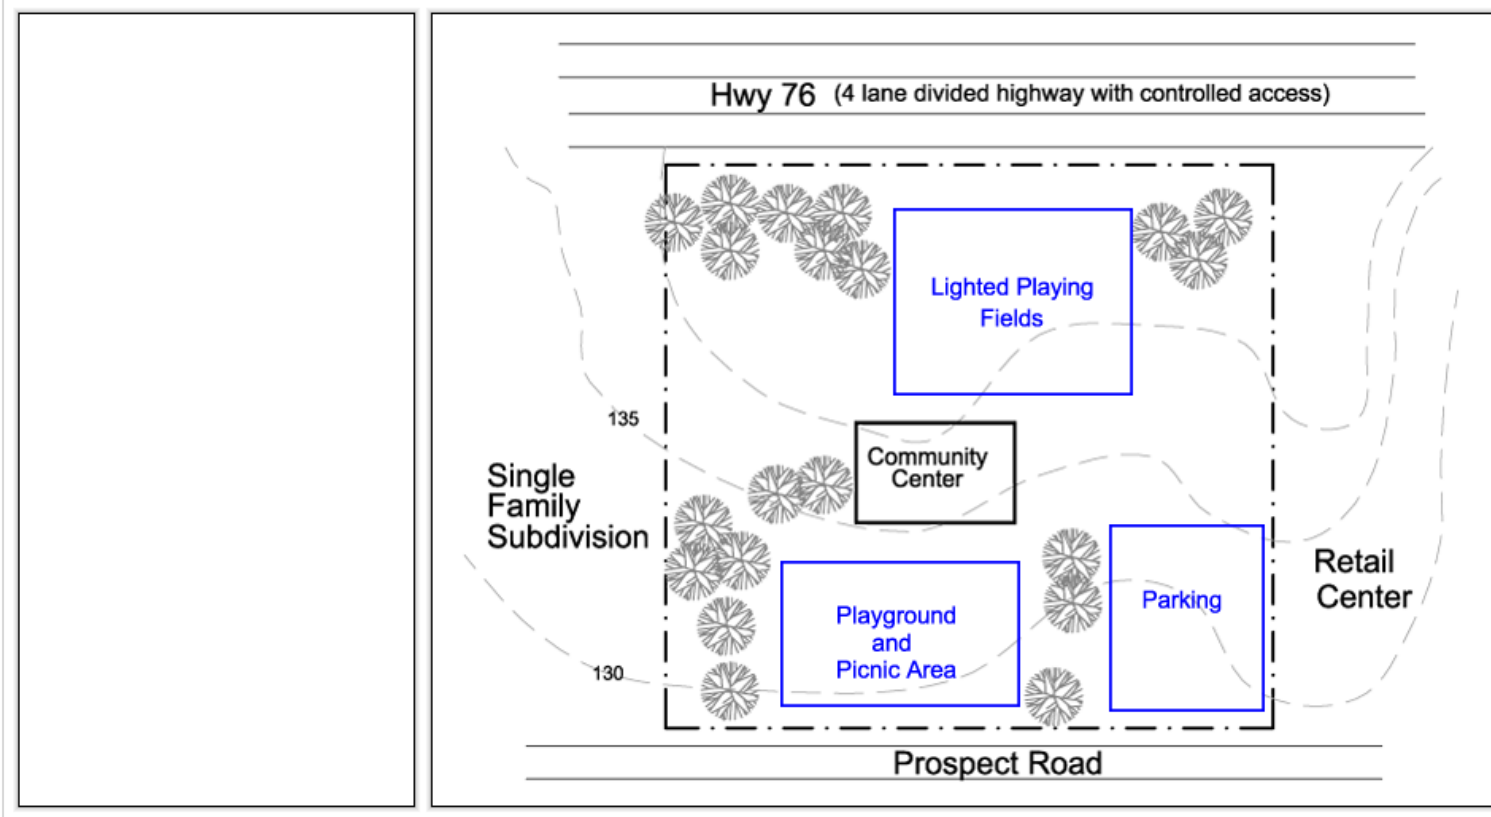 Hwy 76 (4 lane divided highway with controlled access)
Lighted Playing
Fields
135
Community
Center
Single
Family
Subdivision
Retail
Center
Parking
Playground
and
Picnic Area
130
Prospect Road